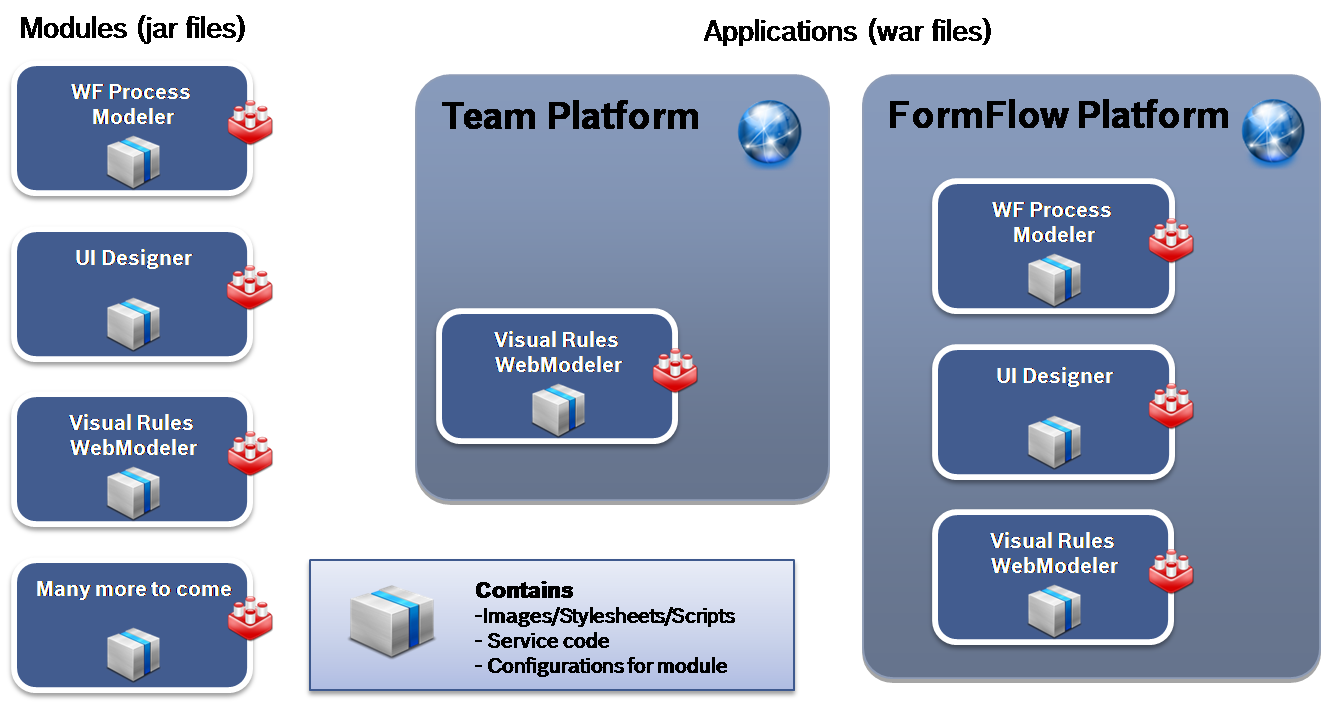 Modules (jar files)
WF Process
Modeler
UI Designer
Visual Rules
WebModeler
Many more to come
Applications (war files)
Team Platform
Visual Rules
WebModeler
FormFlow Platform
WF Process
Modeler
UI Designer
Visual Rules
WebModeler
Contains
-Images/Stylesheets/Scripts
- Service code
- Configurations for module